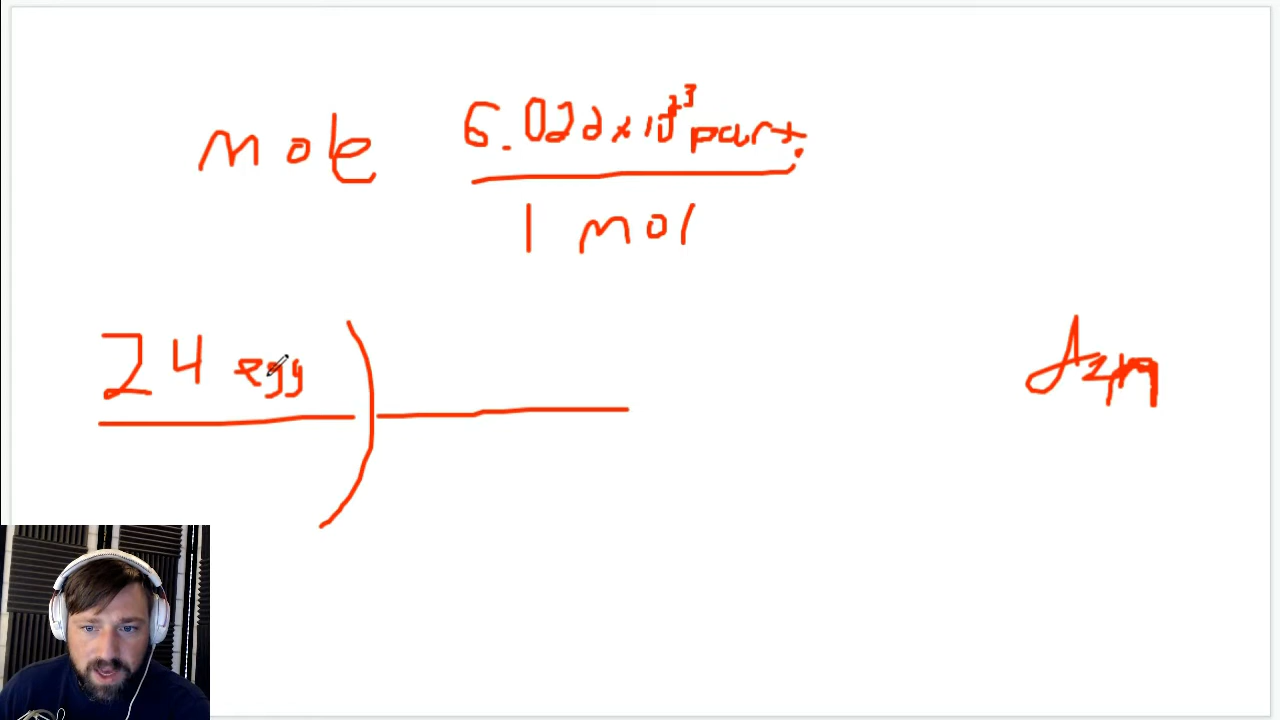 mole 6.022x10²³ part.
1 mol
24 egg